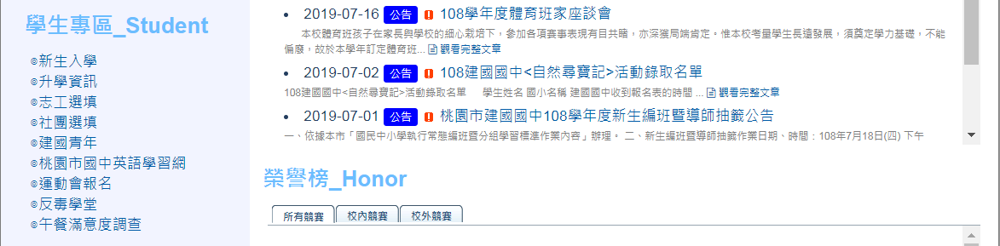 學生專區_Student
◎新生入學
◎升學資訊
◎志工選填
◎社團選填
◎建國青年
◎桃園市國中英語學習網
◎運動會報名
◎反毒學堂
◎午餐滿意度調查
2019-07-16 公告 108學年度體育班家座談會
本校體育班孩子在家長與學校的細心栽培下，參加各項賽事表現有目共睹，亦深獲局端肯定。惟本校考量學生長遠發展，須奠定學力基礎，不能
偏廢，故於本學年訂定體育班... 觀看完整文章
2019-07-02 公告 108建國國中<自然尋寶記>活動錄取名單
108建國國中<自然尋寶記>活動錄取名單 學生姓名 國小名稱 建國國中收到報名表的時間 ... 觀看完整文章
2019-07-01 公告 桃園市建國國中108學年度新生編班暨導師抽籤公告
一、依據本市「國民中小學執行常態編班暨分組學習標準作業內容」辦理。 二、新生編班暨導師抽籤作業日期、時間：108年7月18日(四) 下午
榮譽榜_Honor
所有競賽 校內競賽 校外競賽